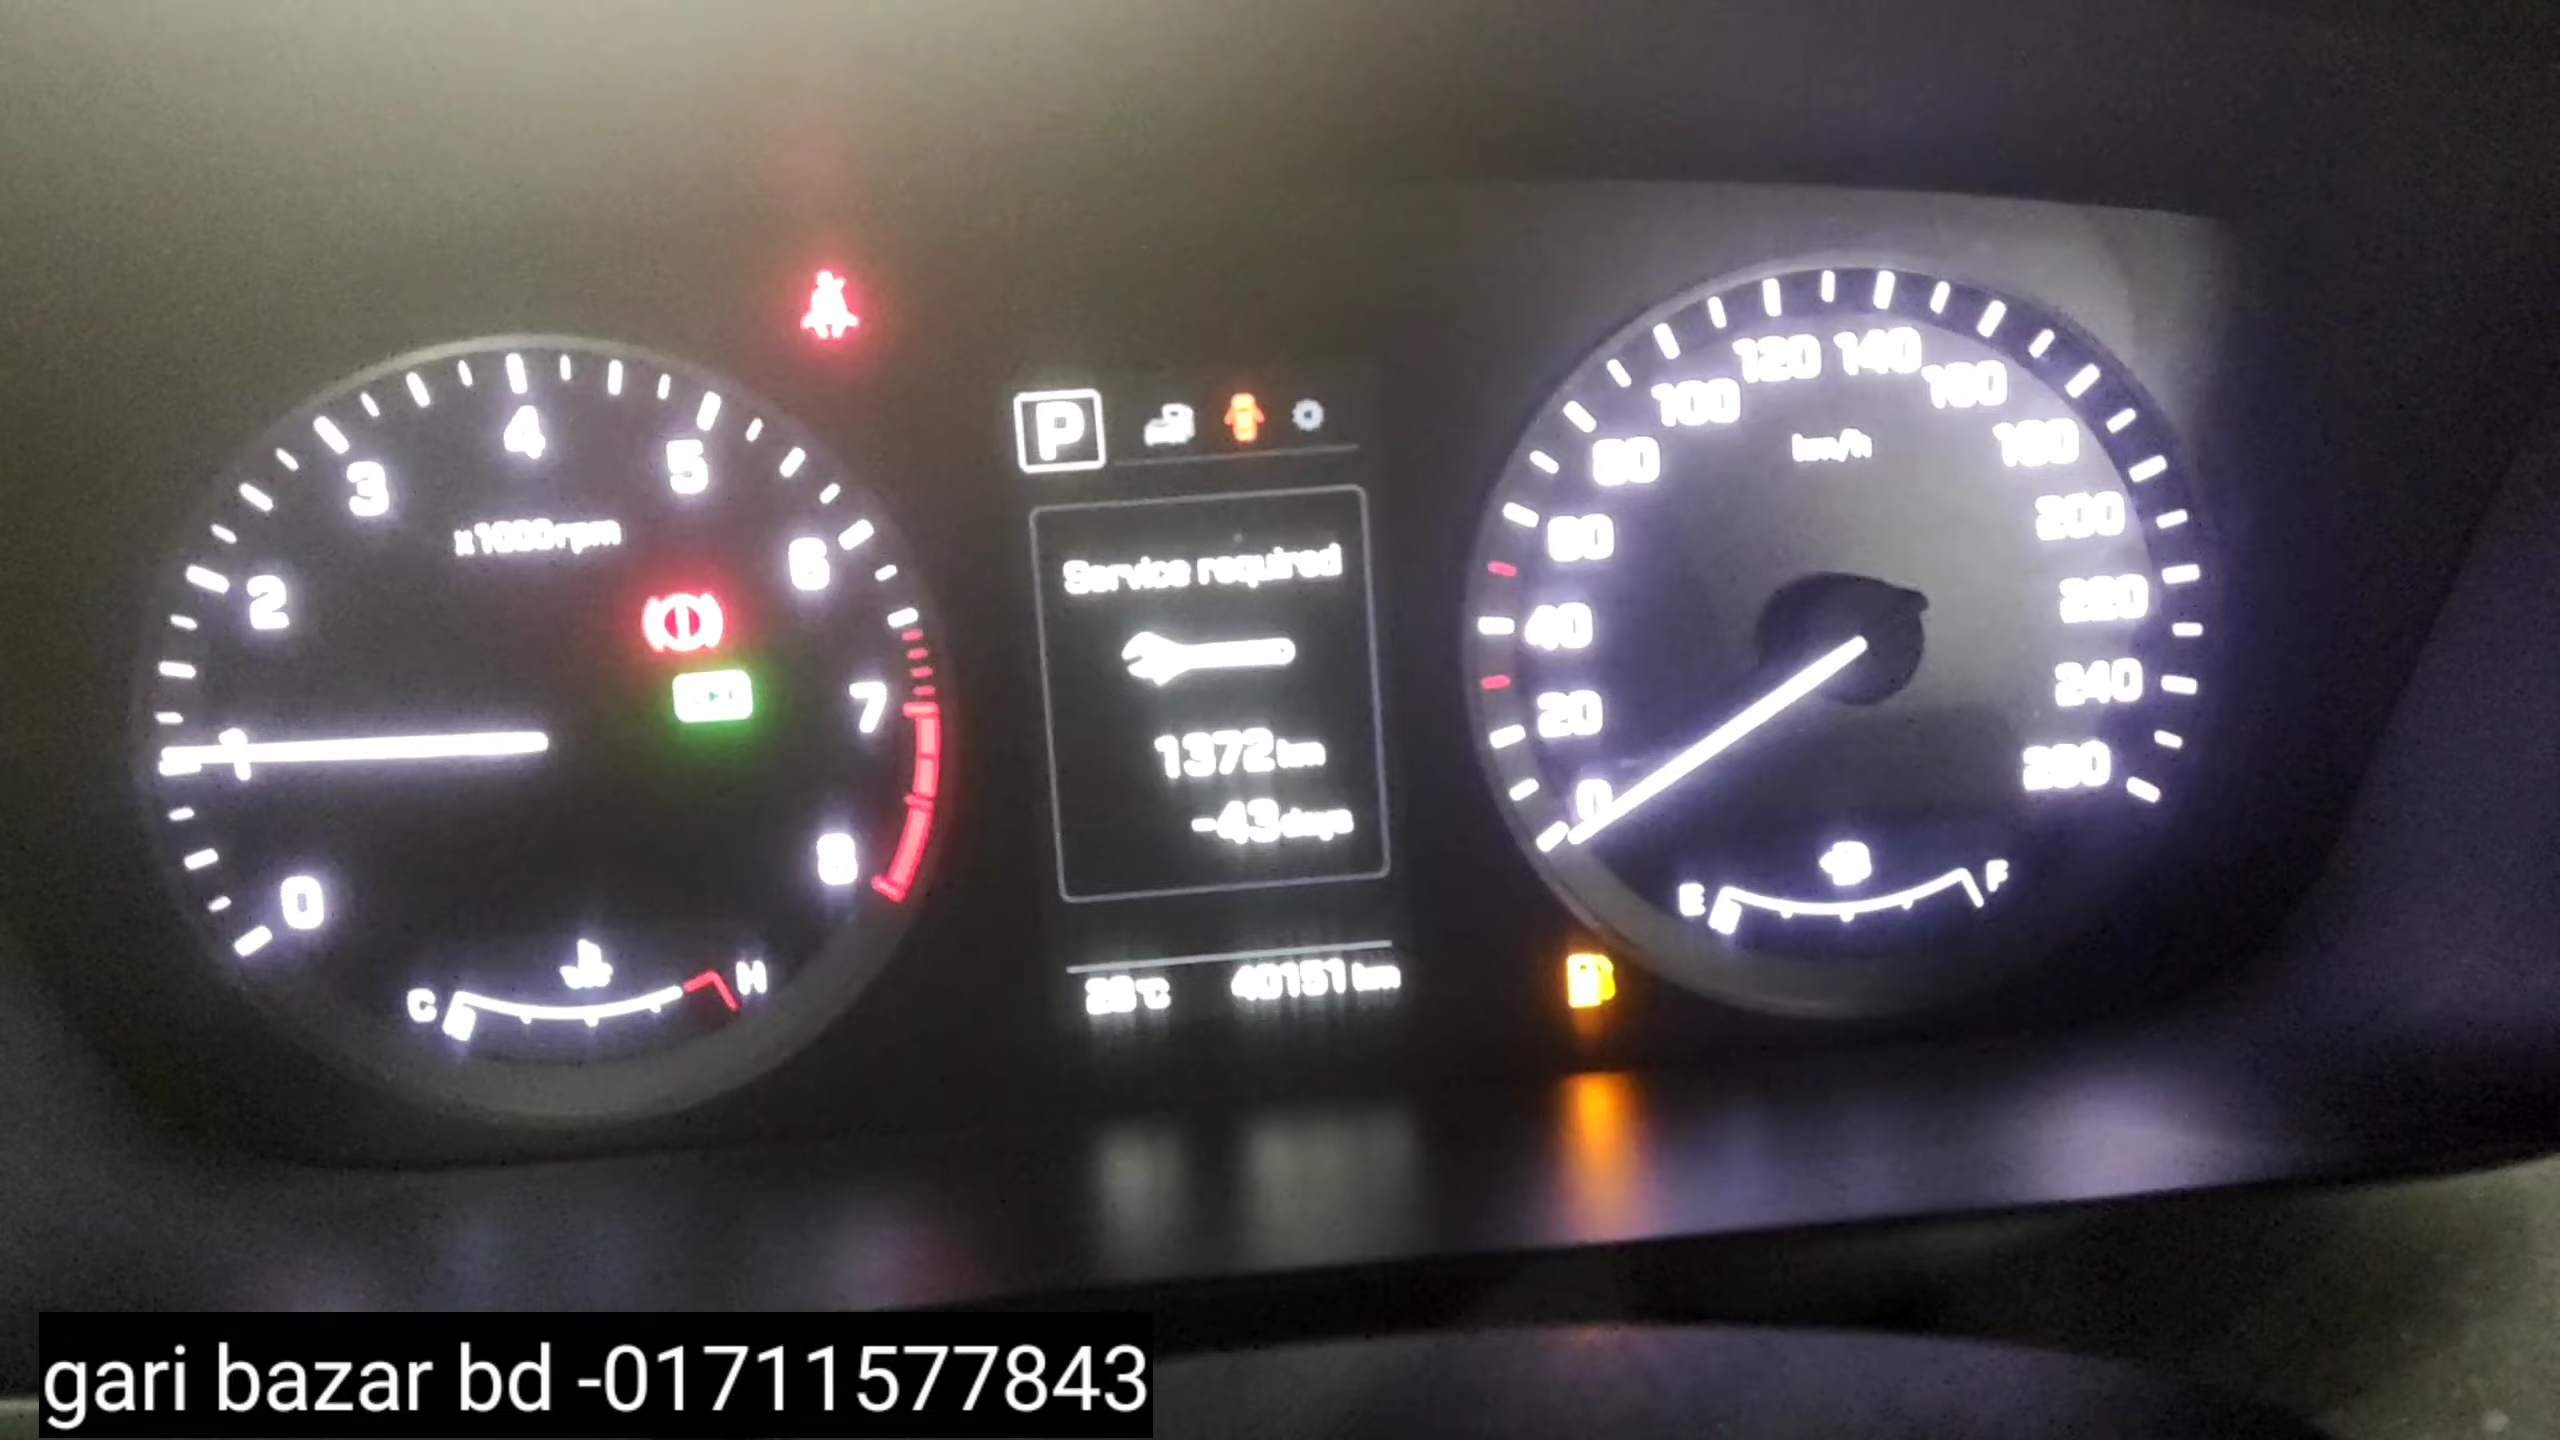 4
3
5
x1000rpm
2
6
1
7
0
8
C
H
P
Service required
1372 km
-43 days
40151 km
120
140
100
160
80
180
km/h
60
200
40
220
20
240
0
260
E
F
gari bazar bd -01711577843